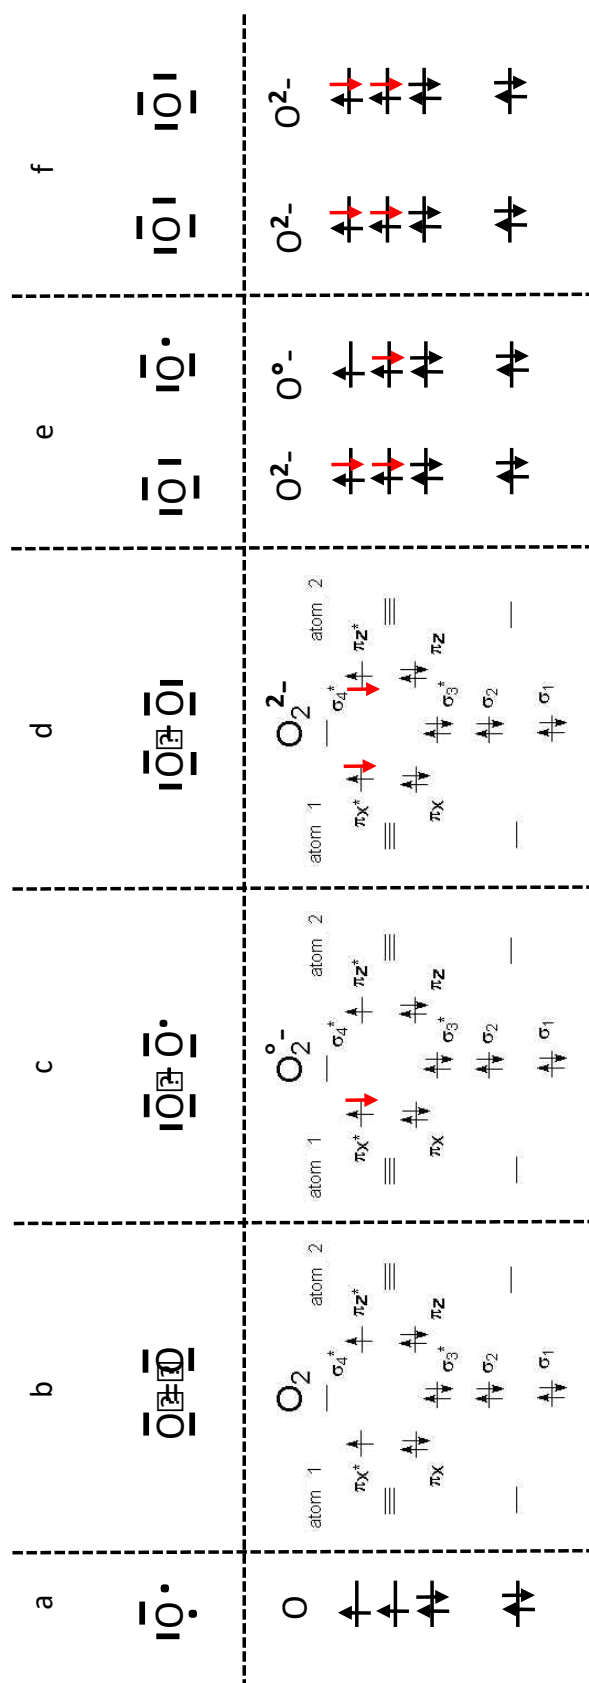 a b c d e f
O O=O O–O O–O O O O O
O O₂ O₂°⁻ O₂²⁻ O²⁻ O°⁻ O²⁻ O²⁻
atom 1 atom 2 atom 1 atom 2 atom 1 atom 2
σ₄* σ₄* σ₄*
πx* πz* πx* πz* πx* πz*
πx πz πx πz πx πz
σ₃* σ₃* σ₃*
σ₂ σ₂ σ₂
σ₁ σ₁ σ₁